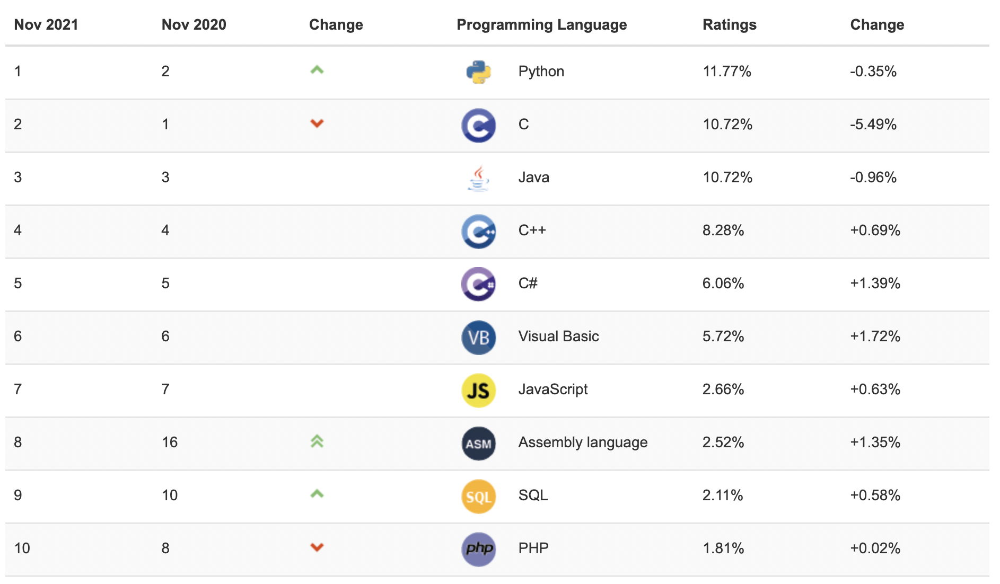 Nov 2021 Nov 2020 Change Programming Language Ratings Change
1 2 Python 11.77% -0.35%
2 1 C C 10.72% -5.49%
3 3 Java 10.72% -0.96%
4 4 C++ C++ 8.28% +0.69%
5 5 C# C# 6.06% +1.39%
6 6 VB Visual Basic 5.72% +1.72%
7 7 JS JavaScript 2.66% +0.63%
8 16 ASM Assembly language 2.52% +1.35%
9 10 SQL SQL 2.11% +0.58%
10 8 php PHP 1.81% +0.02%